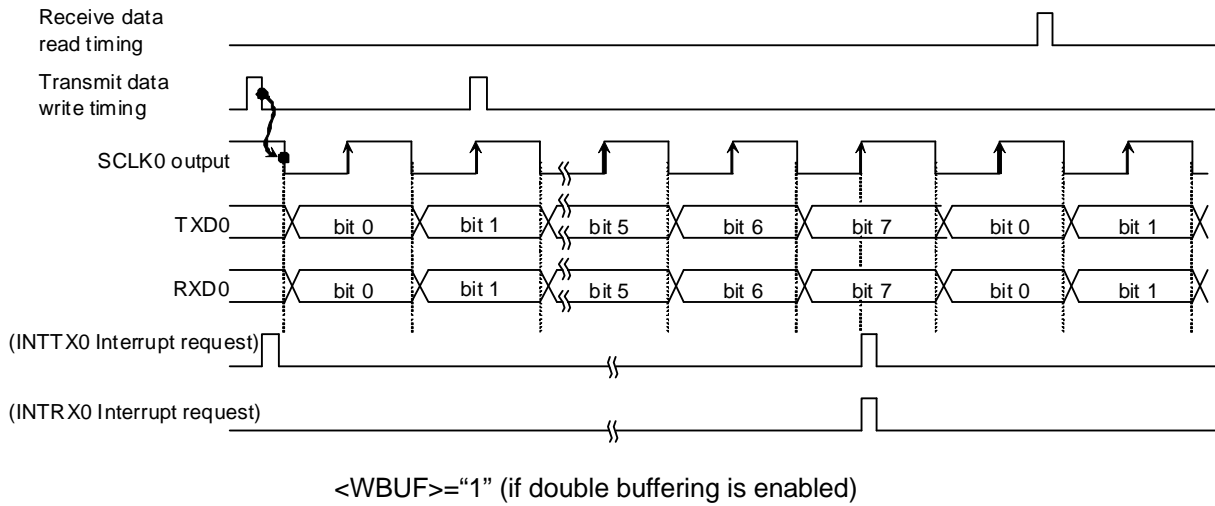 Receive data
read timing
Transmit data
write timing
SCLK0 output
TXD0
bit 0 bit 1 bit 5 bit 6 bit 7 bit 0 bit 1
RXD0
bit 0 bit 1 bit 5 bit 6 bit 7 bit 0 bit 1
(INTTX0 Interrupt request)
(INTRX0 Interrupt request)
<WBUF>=“1” (if double buffering is enabled)